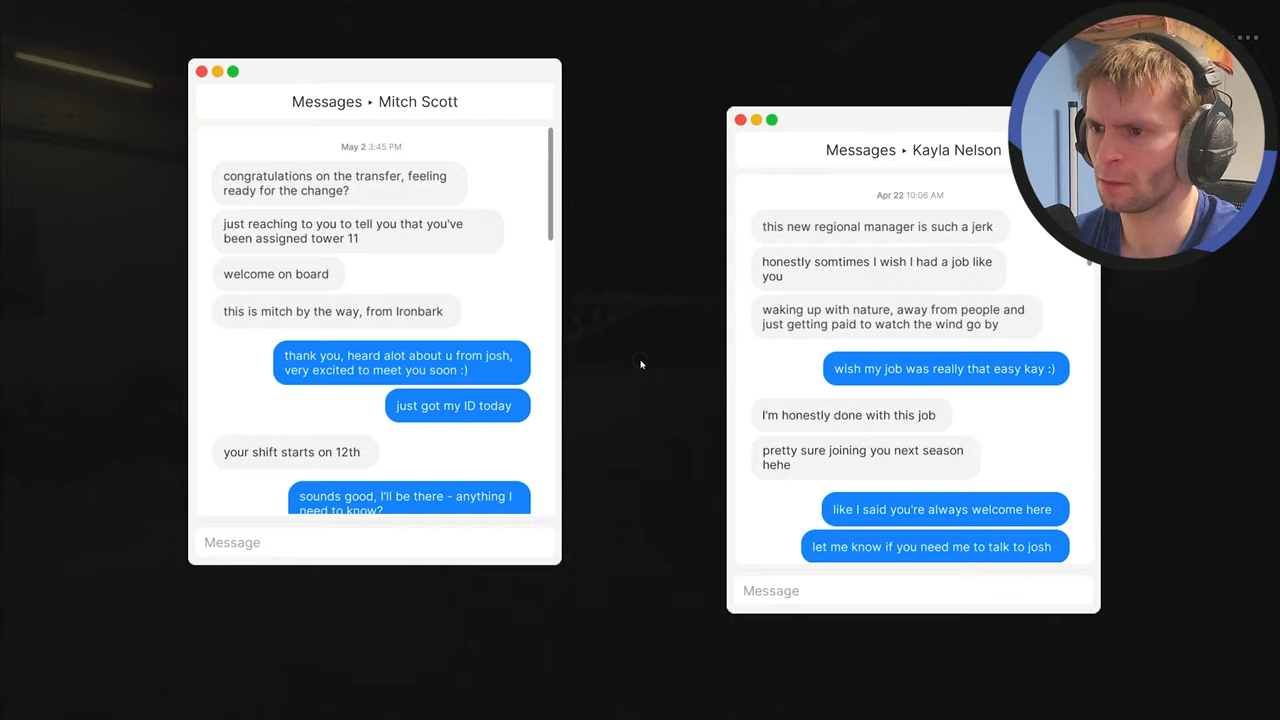 Messages ▸ Mitch Scott
May 2 3:45 PM
congratulations on the transfer, feeling
ready for the change?
just reaching to you to tell you that you've
been assigned tower 11
welcome on board
this is mitch by the way, from Ironbark
thank you, heard alot about u from josh,
very excited to meet you soon :)
just got my ID today
your shift starts on 12th
sounds good, I'll be there - anything I
need to know?
Message
Messages ▸ Kayla Nelson
Apr 22 10:06 AM
this new regional manager is such a jerk
honestly somtimes I wish I had a job like
you
waking up with nature, away from people and
just getting paid to watch the wind go by
wish my job was really that easy kay :)
I'm honestly done with this job
pretty sure joining you next season
hehe
like I said you're always welcome here
let me know if you need me to talk to josh
Message